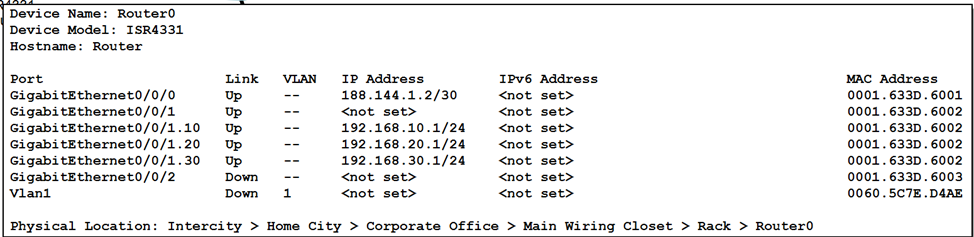 Device Name: Router0
Device Model: ISR4331
Hostname: Router
Port Link VLAN IP Address IPv6 Address MAC Address
GigabitEthernet0/0/0 Up -- 188.144.1.2/30 <not set> 0001.633D.6001
GigabitEthernet0/0/1 Up -- <not set> <not set> 0001.633D.6002
GigabitEthernet0/0/1.10 Up -- 192.168.10.1/24 <not set> 0001.633D.6002
GigabitEthernet0/0/1.20 Up -- 192.168.20.1/24 <not set> 0001.633D.6002
GigabitEthernet0/0/1.30 Up -- 192.168.30.1/24 <not set> 0001.633D.6002
GigabitEthernet0/0/2 Down -- <not set> <not set> 0001.633D.6003
Vlan1 Down 1 <not set> <not set> 0060.5C7E.D4AE
Physical Location: Intercity > Home City > Corporate Office > Main Wiring Closet > Rack > Router0